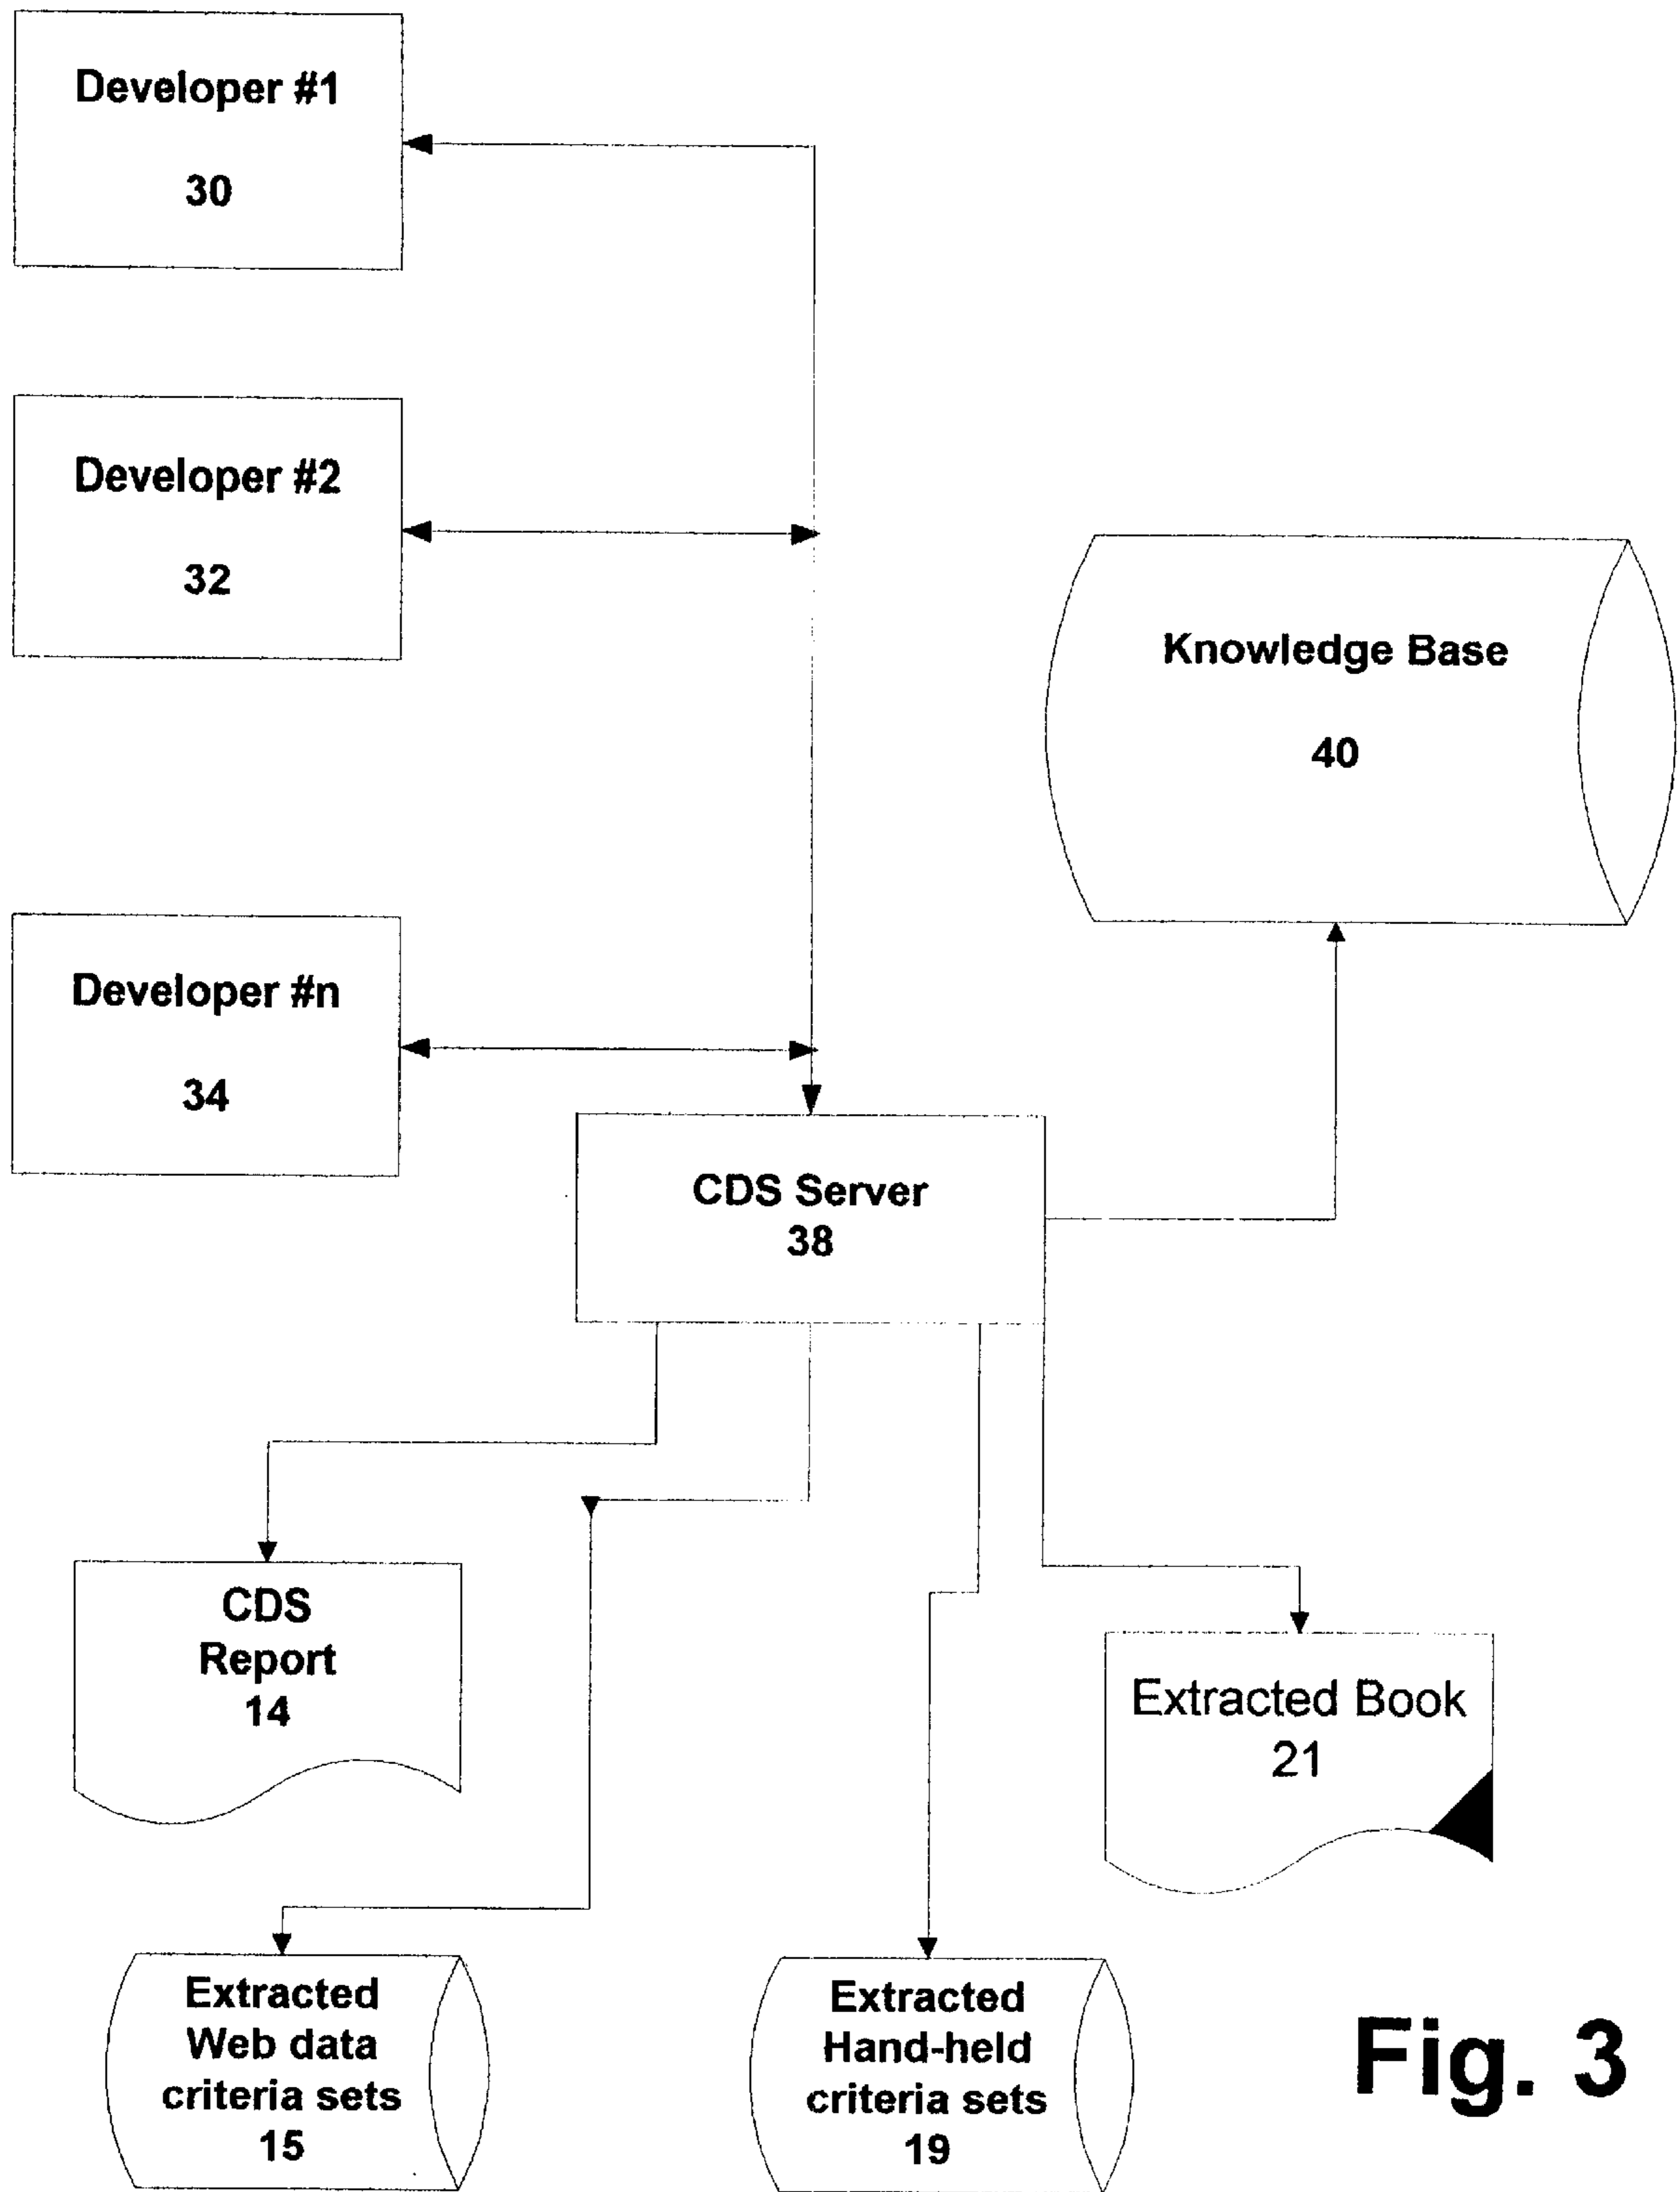 Developer #1
30
Developer #2
32
Knowledge Base
40
Developer #n
34
CDS Server
38
CDS
Report
14
Extracted Book
21
Extracted
Web data
criteria sets
15
Extracted
Hand-held
criteria sets
19
Fig. 3